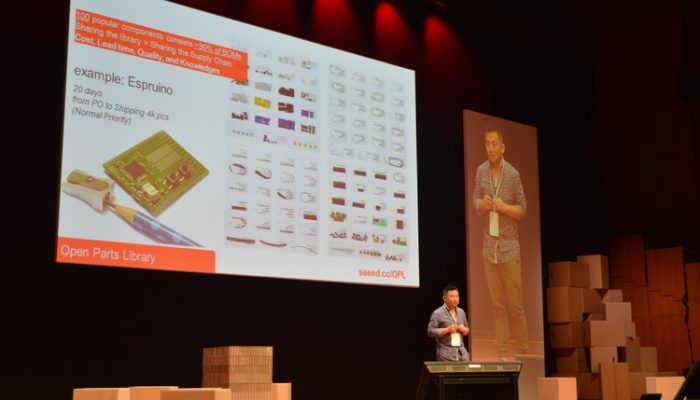 100 popular components consists ~30% of BOMs
Sharing the library = Sharing the Supply Chain
Cost, Lead time, Quality, and Knowledges
example: Espruino
20 days
from PO to Shipping 4k pcs
(Normal Priority)
Open Parts Library
seeed.cc/OPL